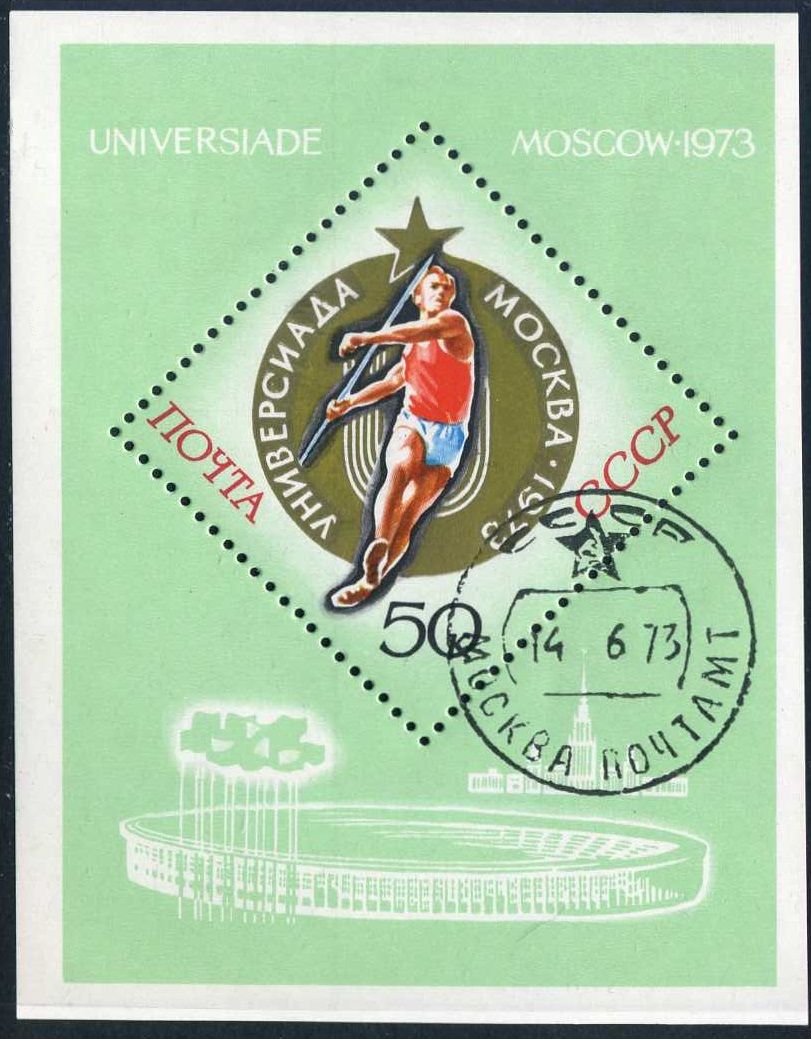 UNIVERSIADE MOSCOW·1973
УНИВЕРСИАДА МОСКВА·1973
ПОЧТА СССР
50
СССР
14 6 73
МОСКВА ПОЧТАМТ